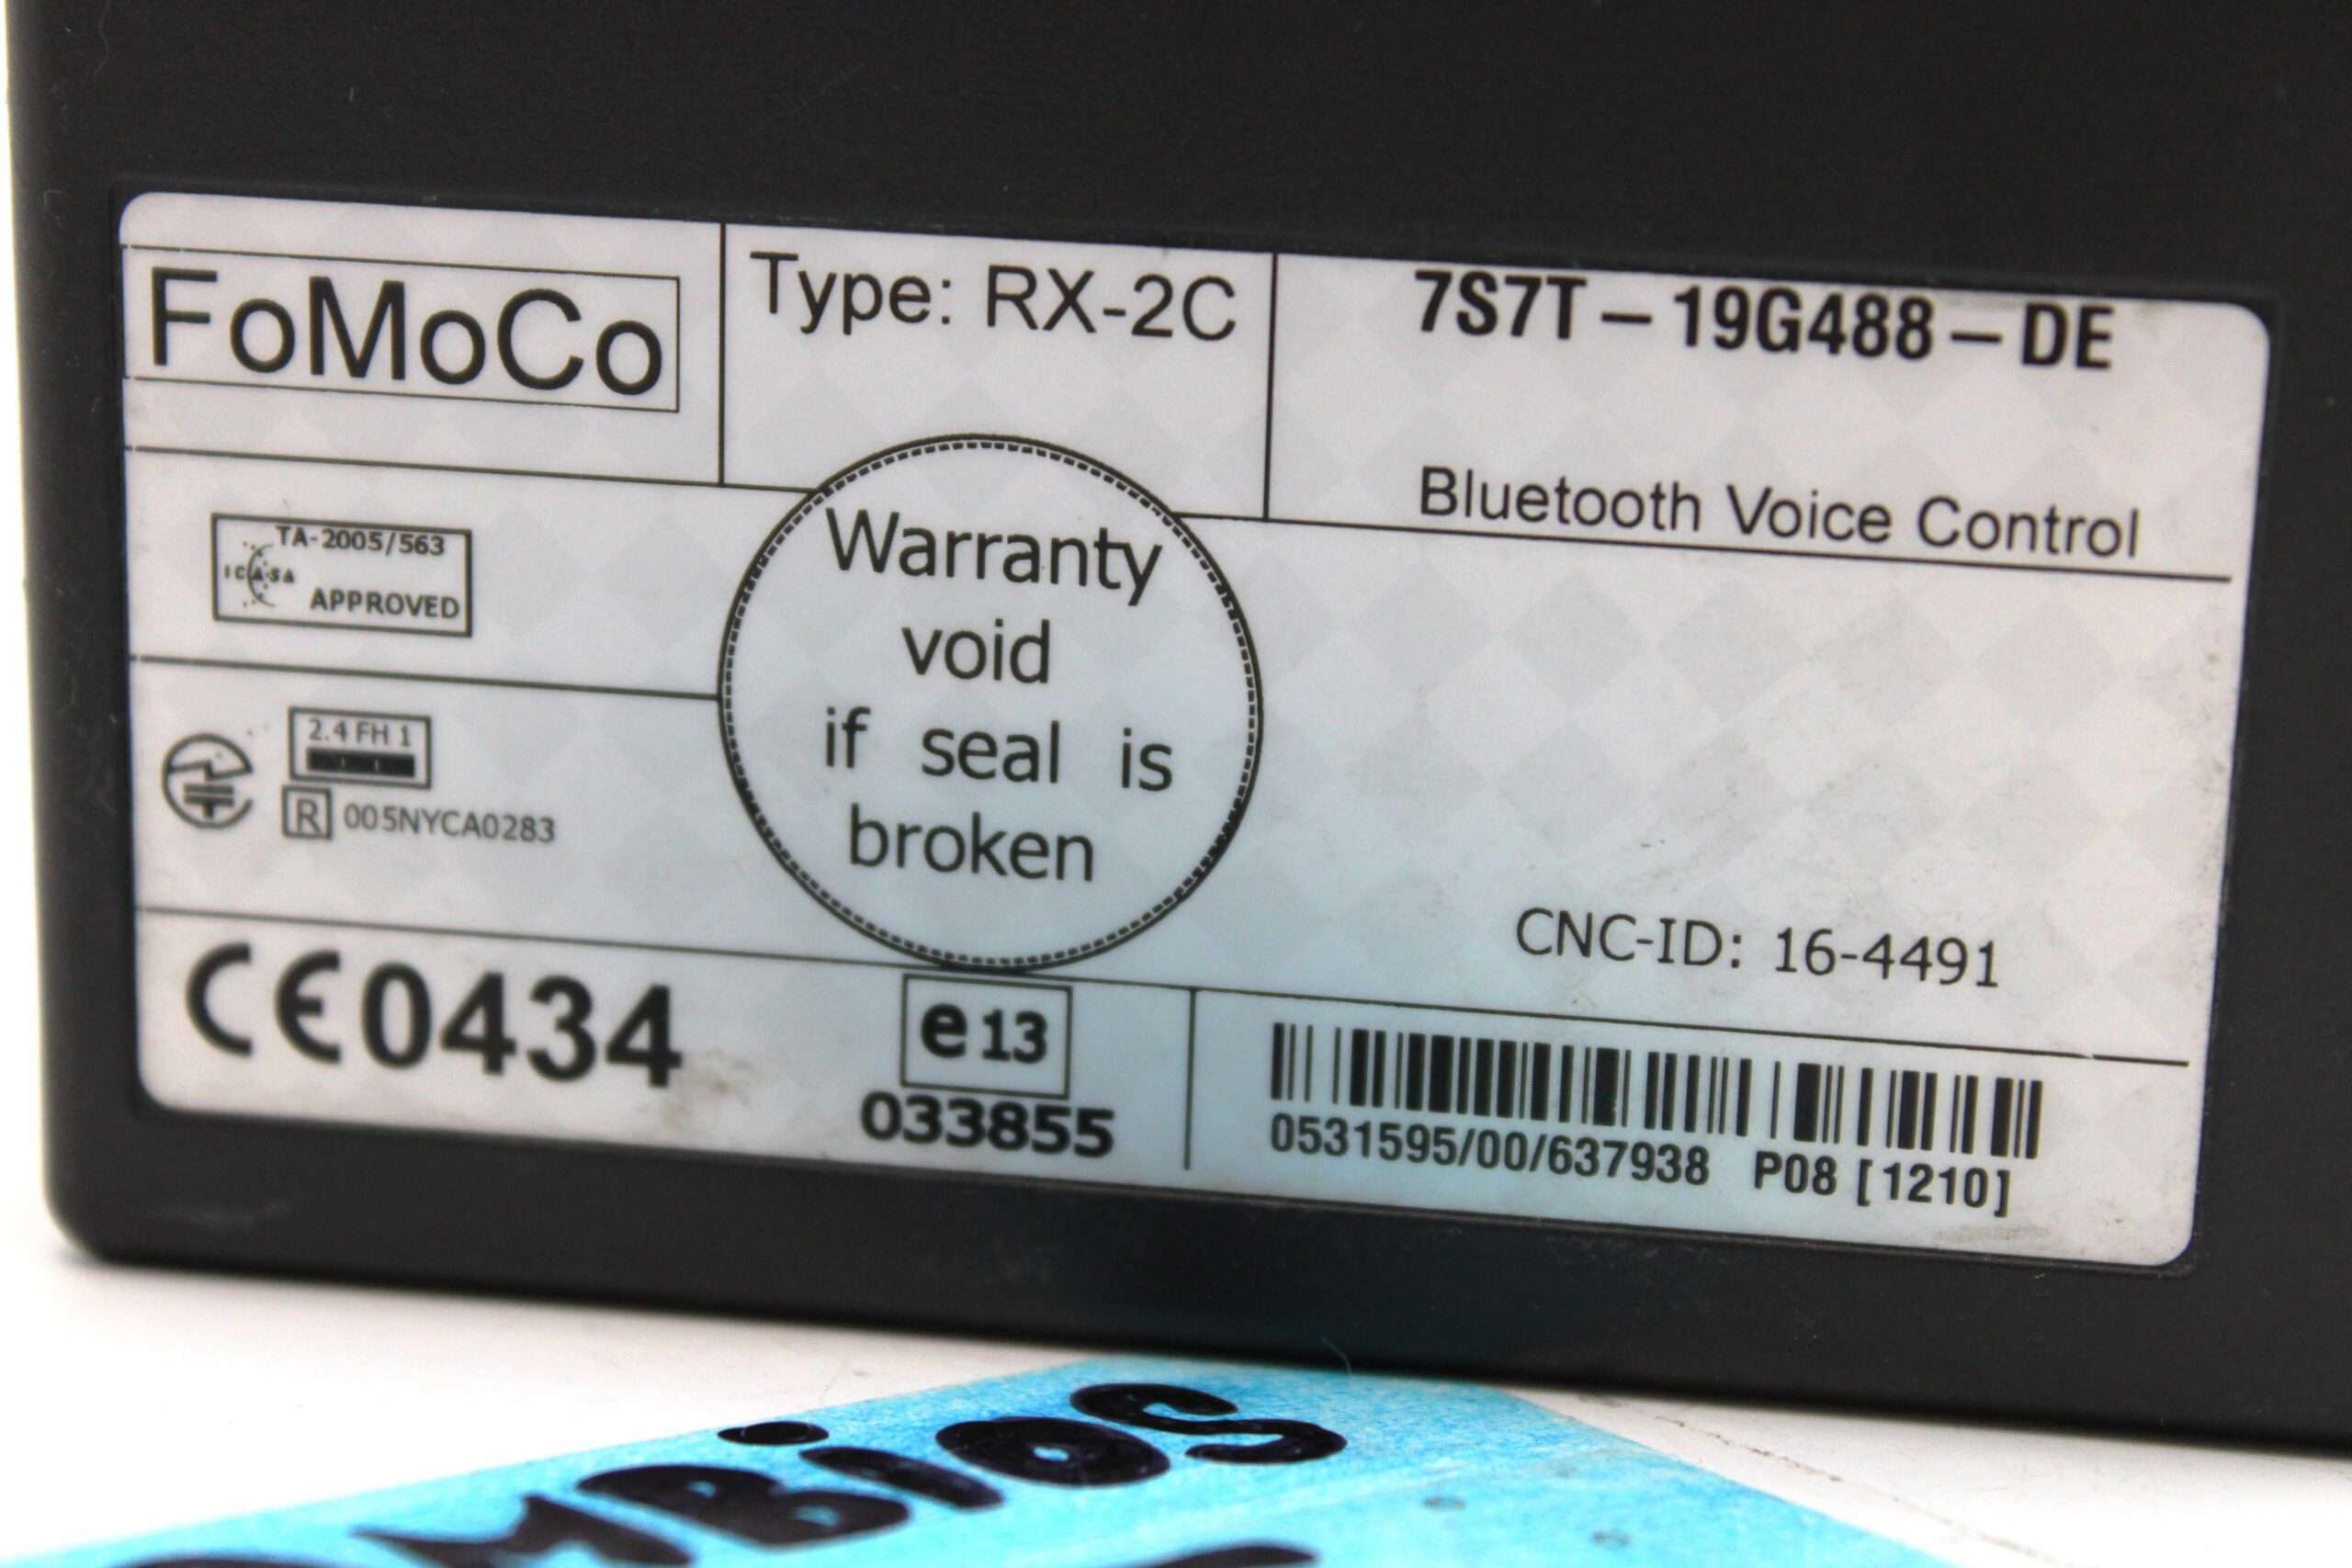 FoMoCo
Type: RX-2C
7S7T-19G488-DE
Bluetooth Voice Control
TA-2005/563
ICASA
APPROVED
Warranty
void
if seal is
broken
2.4 FH 1
R 005NYCA0283
CNC-ID: 16-4491
CE0434
e13
033855
0531595/00/637938 P08 [1210]